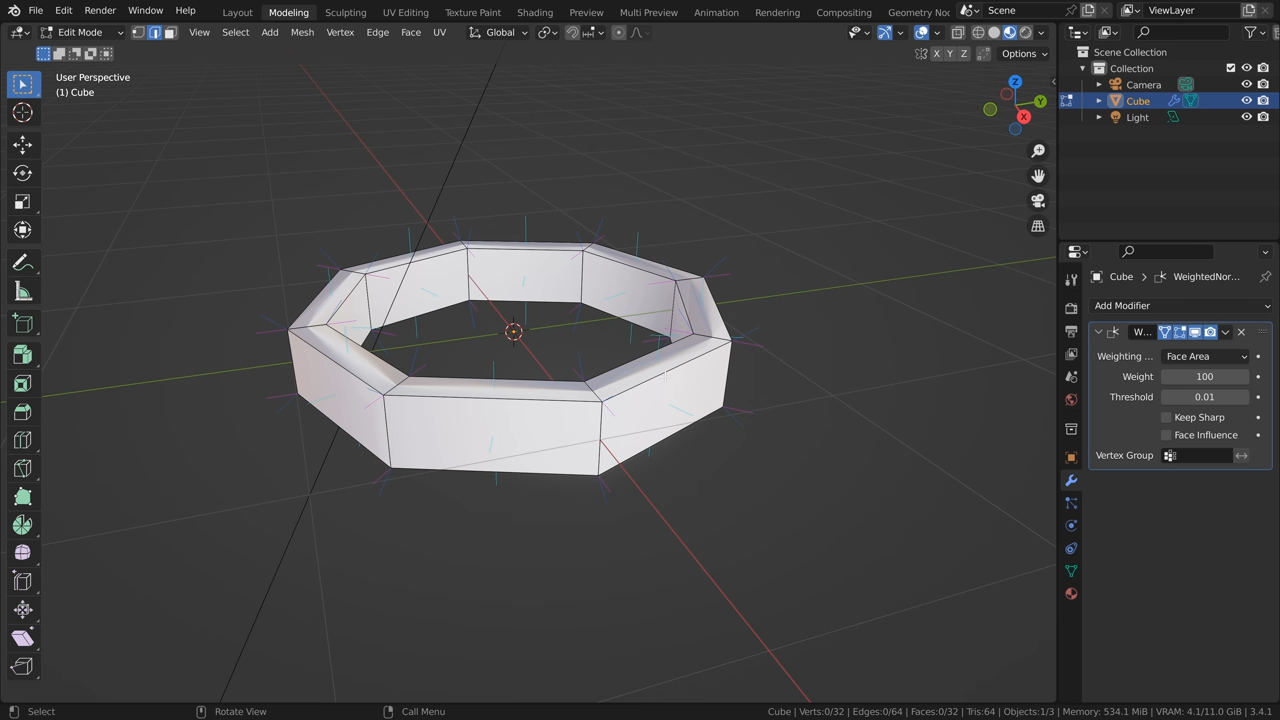 File Edit Render Window Help
Layout Modeling Sculpting UV Editing Texture Paint Shading Preview Multi Preview Animation Rendering Compositing Geometry Noc
Scene
ViewLayer
Edit Mode View Select Add Mesh Vertex Edge Face UV Global
X Y Z Options
User Perspective
(1) Cube
Z
Y
X
Scene Collection
Collection
Camera
Cube
Light
Cube WeightedNor...
Add Modifier
W...
Weighting ... Face Area
Weight 100
Threshold 0.01
Keep Sharp
Face Influence
Vertex Group
Select Rotate View Call Menu
Cube | Verts:0/32 | Edges:0/64 | Faces:0/32 | Tris:64 | Objects:1/3 | Memory: 534.1 MiB | VRAM: 4.1/11.0 GiB | 3.4.1